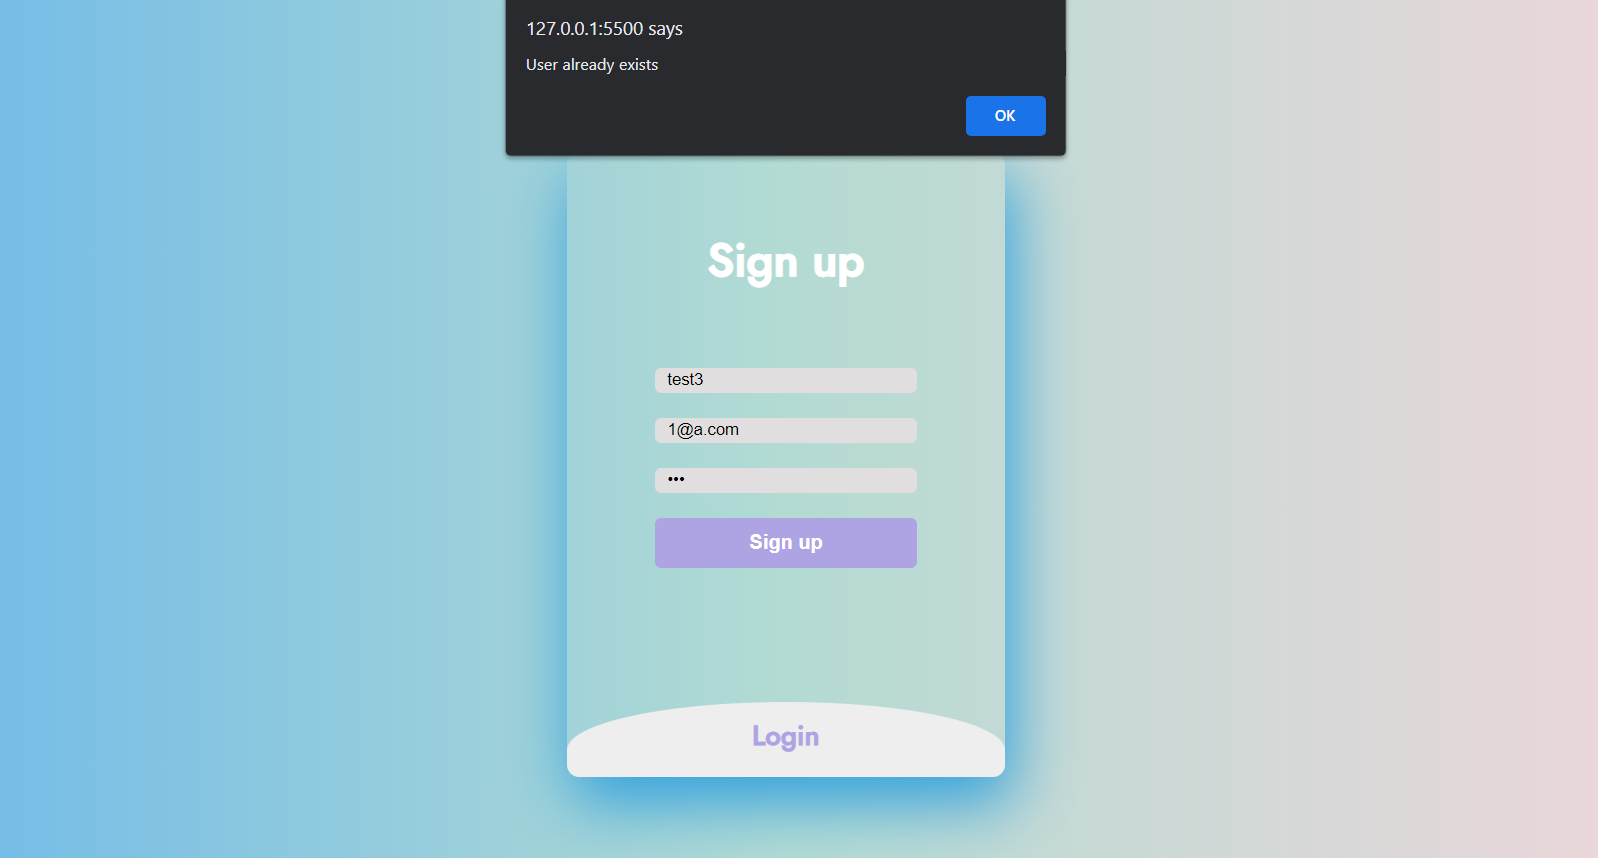 127.0.0.1:5500 says
User already exists
OK
Sign up
test3
1@a.com
•••
Sign up
Login